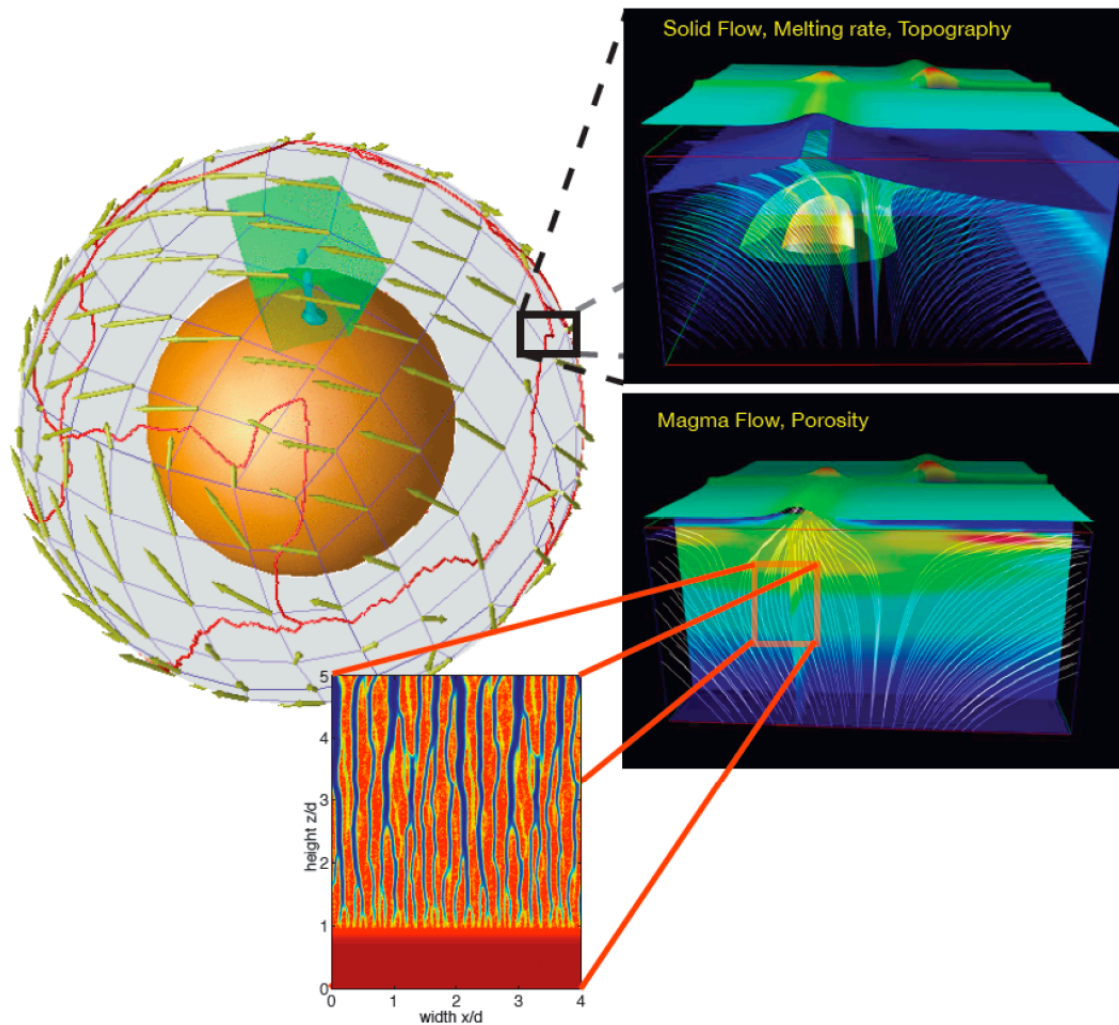 Solid Flow, Melting rate, Topography
Magma Flow, Porosity
5
4
3
2
1
0
height z/d
0 1 2 3 4
width x/d